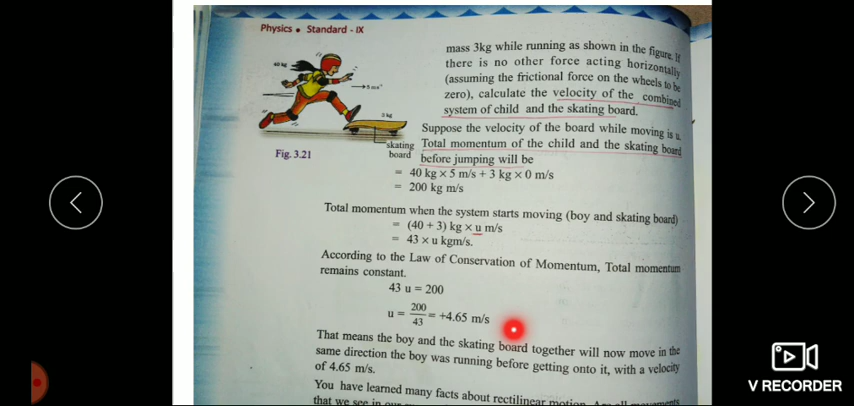 Physics • Standard - IX
mass 3kg while running as shown in the figure. If
there is no other force acting horizontally
(assuming the frictional force on the wheels to be
zero), calculate the velocity of the combined
system of child and the skating board.
40 kg
5 ms⁻¹
3 kg
skating
board
Fig. 3.21
Suppose the velocity of the board while moving is u.
Total momentum of the child and the skating board
before jumping will be
= 40 kg × 5 m/s + 3 kg × 0 m/s
= 200 kg m/s
Total momentum when the system starts moving (boy and skating board)
= (40 + 3) kg × u m/s
= 43 × u kgm/s.
According to the Law of Conservation of Momentum, Total momentum
remains constant.
43 u = 200
u = 200/43 = +4.65 m/s
That means the boy and the skating board together will now move in the
same direction the boy was running before getting onto it, with a velocity
of 4.65 m/s.
You have learned many facts about rectilinear motion. Are all movements
that we see in our
V RECORDER